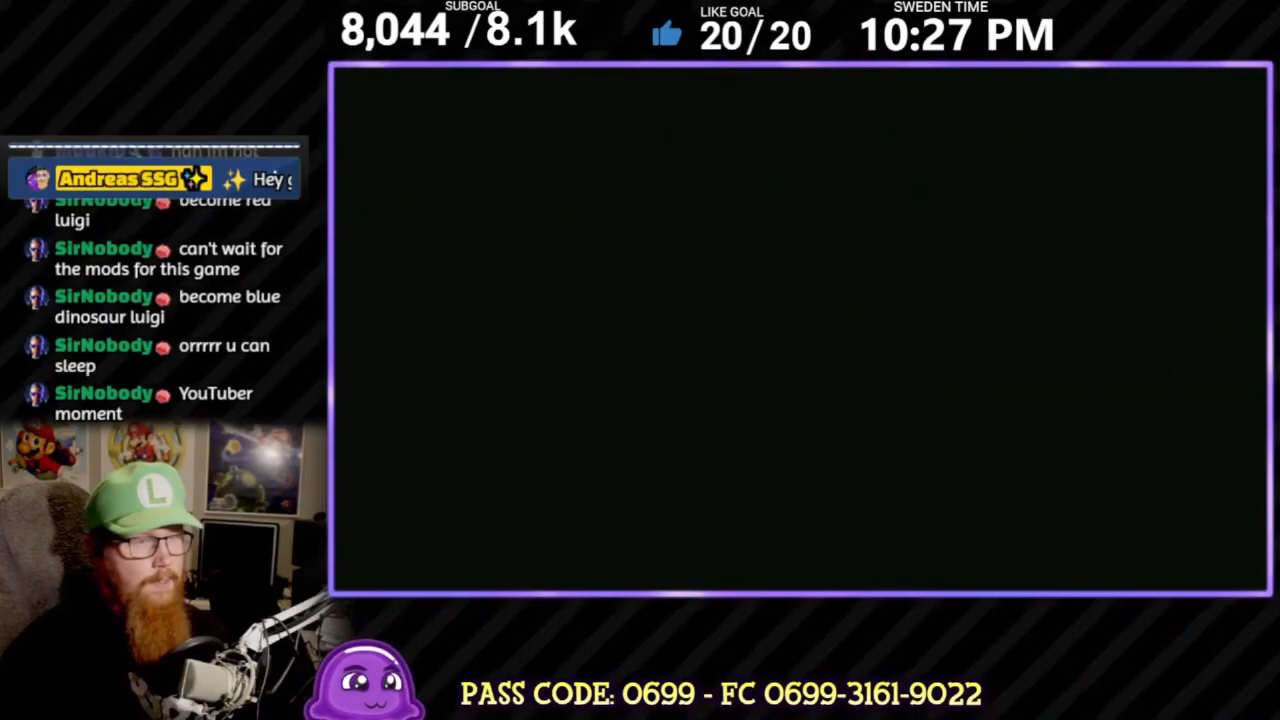 SUBGOAL
8,044 /8.1k
LIKE GOAL
20/20
SWEDEN TIME
10:27 PM
Andreas SSG ✨ ✨ Hey
SirNobody become red
luigi
SirNobody can't wait for
the mods for this game
SirNobody become blue
dinosaur luigi
SirNobody orrrrr u can
sleep
SirNobody YouTuber
moment
L
PASS CODE: 0699 - FC 0699-3161-9022